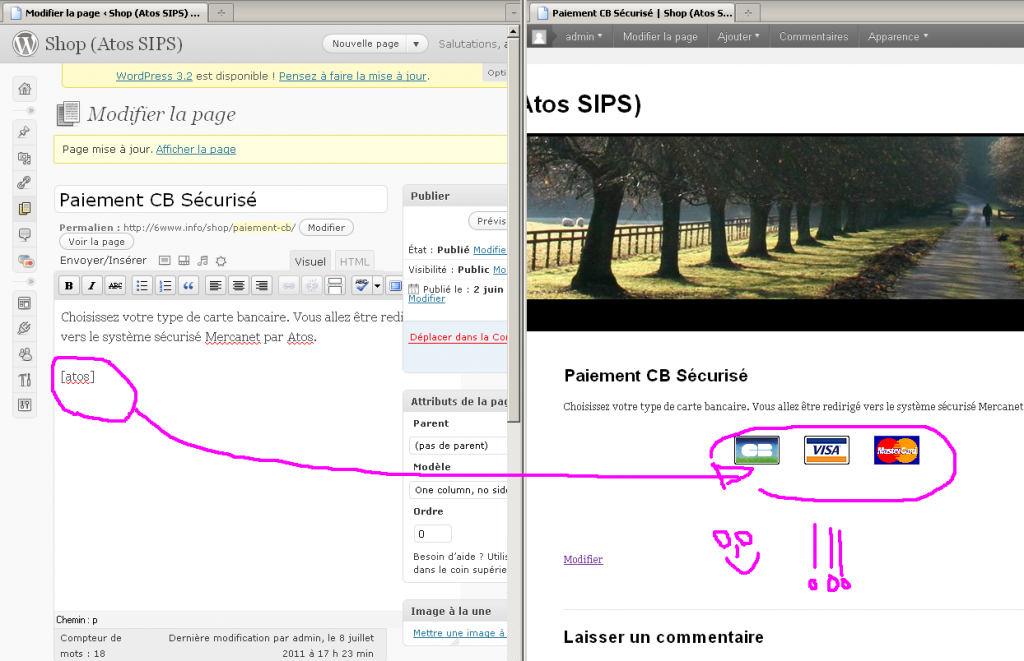 Modifier la page ‹ Shop (Atos SIPS) ...
Shop (Atos SIPS)
Nouvelle page
Salutations,
WordPress 3.2 est disponible ! Pensez à faire la mise à jour.
Opti
Modifier la page
Page mise à jour. Afficher la page
Paiement CB Sécurisé
Permalien : http://6www.info/shop/paiement-cb/ Modifier
Voir la page
Envoyer/Insérer
Visuel
HTML
B I ABC
ABC
Choisissez votre type de carte bancaire. Vous allez être redi
vers le système sécurisé Mercanet par Atos.
[atos]
Chemin : p
Compteur de
mots : 18
Dernière modification par admin, le 8 juillet
2011 à 17 h 23 min
Publier
Prévis
État : Publié Modifie
Visibilité : Public Mo
Publié le : 2 juin
Modifier
Déplacer dans la Cor
Attributs de la pag
Parent
(pas de parent)
Modèle
One column, no side
Ordre
0
Besoin d’aide ? Utilis
dans le coin supérie
Image à la une
Mettre une image à
Paiement CB Sécurisé | Shop (Atos S...
admin
Modifier la page
Ajouter
Commentaires
Apparence
Atos SIPS)
Paiement CB Sécurisé
Choisissez votre type de carte bancaire. Vous allez être redirigé vers le système sécurisé Mercanet
CB
VISA
MasterCard
!!!
Modifier
Laisser un commentaire